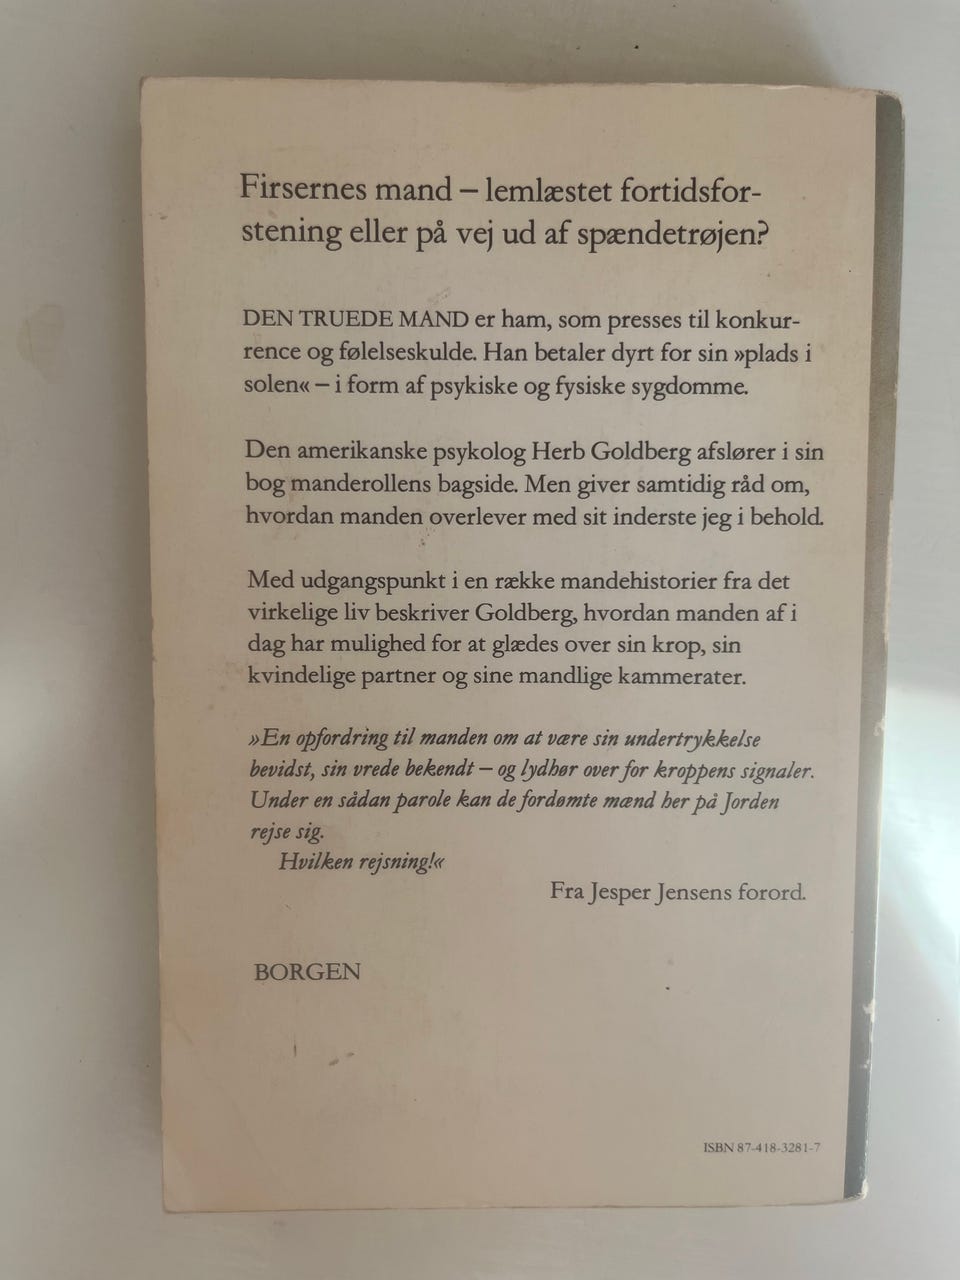 Firsernes mand – lemlæstet fortidsfor-
stening eller på vej ud af spændetrøjen?
DEN TRUEDE MAND er ham, som presses til konkur-
rence og følelseskulde. Han betaler dyrt for sin »plads i
solen« – i form af psykiske og fysiske sygdomme.
Den amerikanske psykolog Herb Goldberg afslører i sin
bog manderollens bagside. Men giver samtidig råd om,
hvordan manden overlever med sit inderste jeg i behold.
Med udgangspunkt i en række mandehistorier fra det
virkelige liv beskriver Goldberg, hvordan manden af i
dag har mulighed for at glædes over sin krop, sin
kvindelige partner og sine mandlige kammerater.
»En opfordring til manden om at være sin undertrykkelse
bevidst, sin vrede bekendt – og lydhør over for kroppens signaler.
Under en sådan parole kan de fordømte mænd her på Jorden
rejse sig.
Hvilken rejsning!«
Fra Jesper Jensens forord.
BORGEN
ISBN 87-418-3281-7